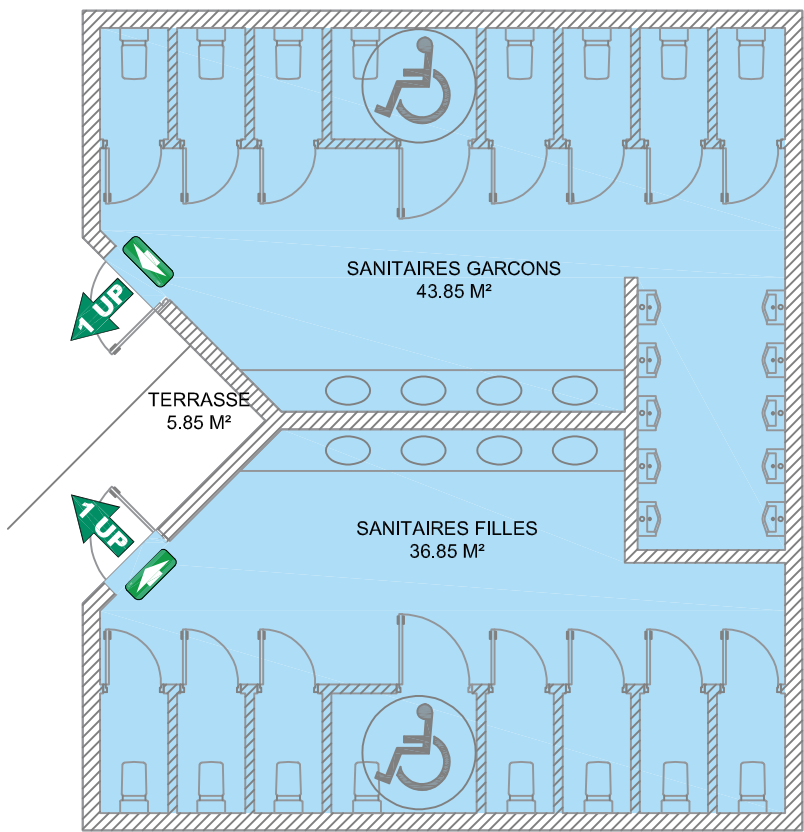 SANITAIRES GARCONS
43.85 M²
1 UP
TERRASSE
5.85 M²
1 UP
SANITAIRES FILLES
36.85 M²